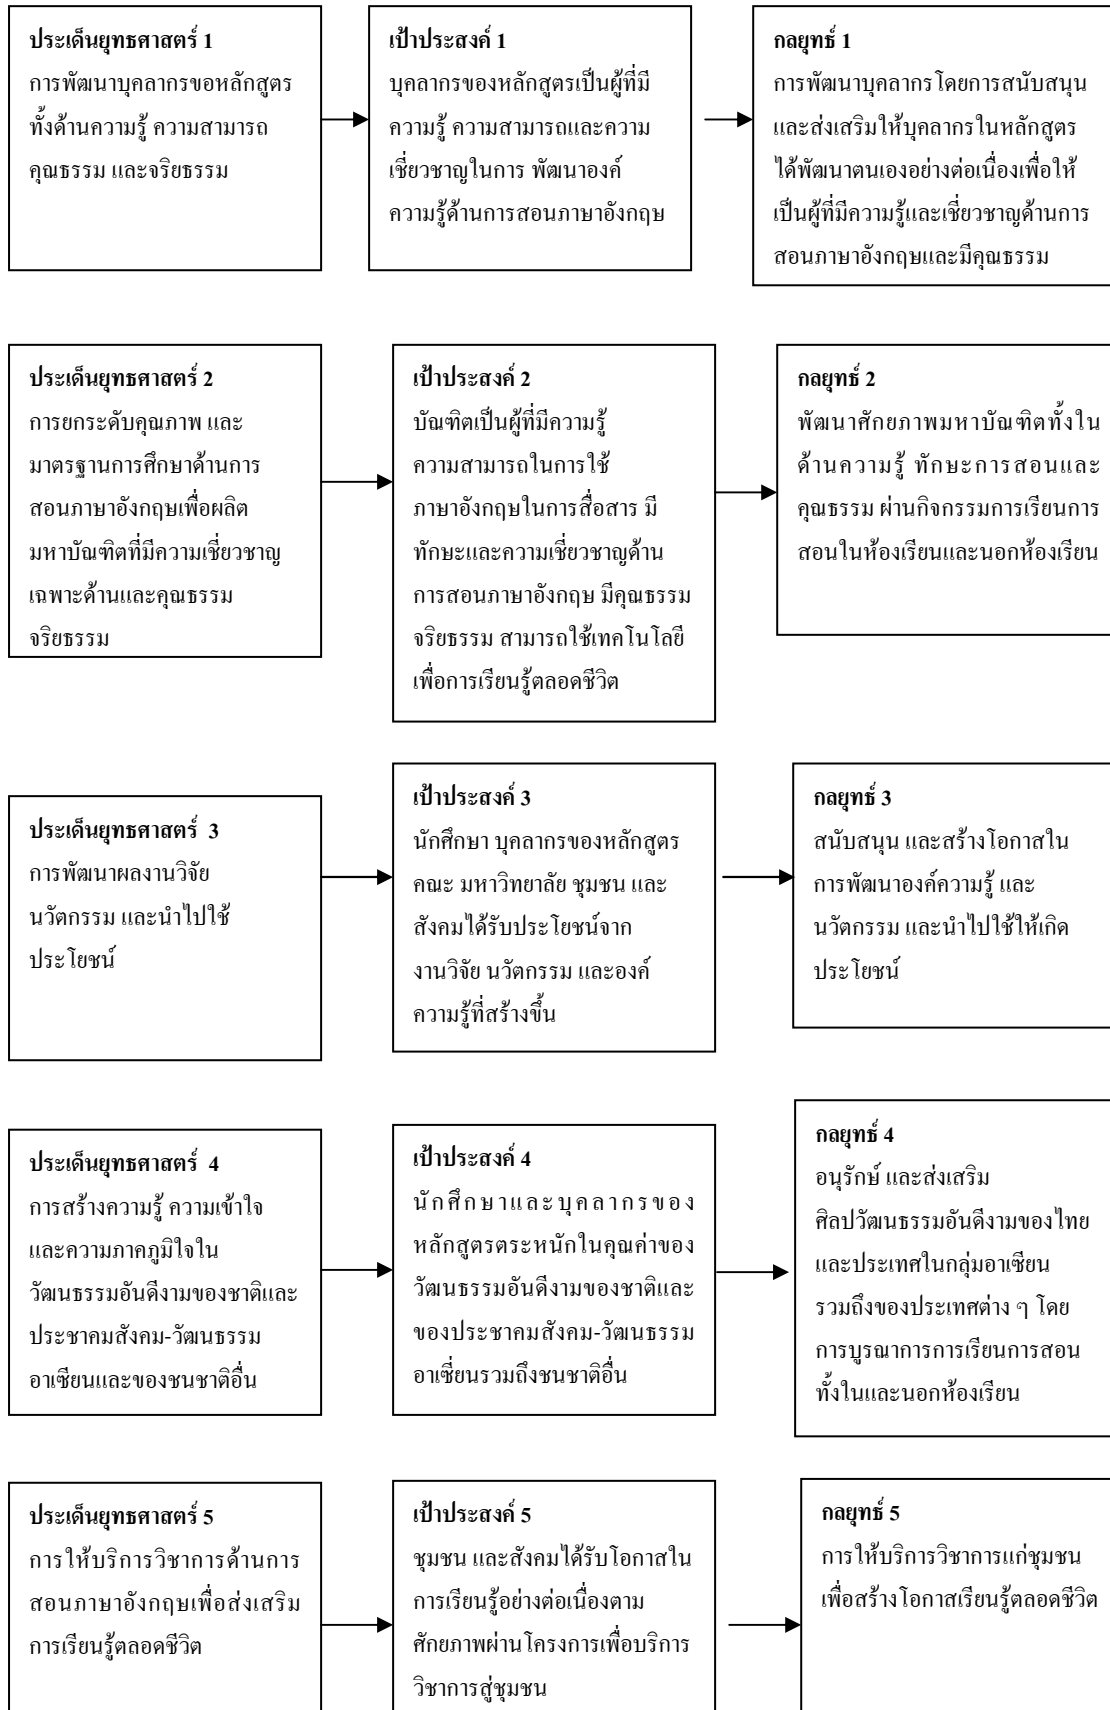 ประเด็นยุทธศาสตร์ 1
การพัฒนาบุคลากรขอหลักสูตร
ทั้งด้านความรู้ ความสามารถ
คุณธรรม และจริยธรรม
เป้าประสงค์ 1
บุคลากรของหลักสูตรเป็นผู้ที่มี
ความรู้ ความสามารถและความ
เชี่ยวชาญในการ พัฒนาองค์
ความรู้ด้านการสอนภาษาอังกฤษ
กลยุทธ์ 1
การพัฒนาบุคลากรโดยการสนับสนุน
และส่งเสริมให้บุคลากรในหลักสูตร
ได้พัฒนาตนเองอย่างต่อเนื่องเพื่อให้
เป็นผู้ที่มีความรู้และเชี่ยวชาญด้านการ
สอนภาษาอังกฤษและมีคุณธรรม
ประเด็นยุทธศาสตร์ 2
การยกระดับคุณภาพ และ
มาตรฐานการศึกษาด้านการ
สอนภาษาอังกฤษเพื่อผลิต
มหาบัณฑิตที่มีความเชี่ยวชาญ
เฉพาะด้านและคุณธรรม
จริยธรรม
เป้าประสงค์ 2
บัณฑิตเป็นผู้ที่มีความรู้
ความสามารถในการใช้
ภาษาอังกฤษในการสื่อสาร มี
ทักษะและความเชี่ยวชาญด้าน
การสอนภาษาอังกฤษ มีคุณธรรม
จริยธรรม สามารถใช้เทคโนโลยี
เพื่อการเรียนรู้ตลอดชีวิต
กลยุทธ์ 2
พัฒนาศักยภาพมหาบัณฑิตทั้งใน
ด้านความรู้ ทักษะการสอนและ
คุณธรรม ผ่านกิจกรรมการเรียนการ
สอนในห้องเรียนและนอกห้องเรียน
ประเด็นยุทธศาสตร์ 3
การพัฒนาผลงานวิจัย
นวัตกรรม และนำไปใช้
ประโยชน์
เป้าประสงค์ 3
นักศึกษา บุคลากรของหลักสูตร
คณะ มหาวิทยาลัย ชุมชน และ
สังคมได้รับประโยชน์จาก
งานวิจัย นวัตกรรม และองค์
ความรู้ที่สร้างขึ้น
กลยุทธ์ 3
สนับสนุน และสร้างโอกาสใน
การพัฒนาองค์ความรู้ และ
นวัตกรรม และนำไปใช้ให้เกิด
ประโยชน์
ประเด็นยุทธศาสตร์ 4
การสร้างความรู้ ความเข้าใจ
และความภาคภูมิใจใน
วัฒนธรรมอันดีงามของชาติและ
ประชาคมสังคม-วัฒนธรรม
อาเซียนและของชนชาติอื่น
เป้าประสงค์ 4
นักศึกษาและบุคลากรของ
หลักสูตรตระหนักในคุณค่าของ
วัฒนธรรมอันดีงามของชาติและ
ของประชาคมสังคม-วัฒนธรรม
อาเซี่ยนรวมถึงชนชาติอื่น
กลยุทธ์ 4
อนุรักษ์ และส่งเสริม
ศิลปวัฒนธรรมอันดีงามของไทย
และประเทศในกลุ่มอาเซียน
รวมถึงของประเทศต่าง ๆ โดย
การบูรณาการการเรียนการสอน
ทั้งในและนอกห้องเรียน
ประเด็นยุทธศาสตร์ 5
การให้บริการวิชาการด้านการ
สอนภาษาอังกฤษเพื่อส่งเสริม
การเรียนรู้ตลอดชีวิต
เป้าประสงค์ 5
ชุมชน และสังคมได้รับโอกาสใน
การเรียนรู้อย่างต่อเนื่องตาม
ศักยภาพผ่านโครงการเพื่อบริการ
วิชาการสู่ชุมชน
กลยุทธ์ 5
การให้บริการวิชาการแก่ชุมชน
เพื่อสร้างโอกาสเรียนรู้ตลอดชีวิต